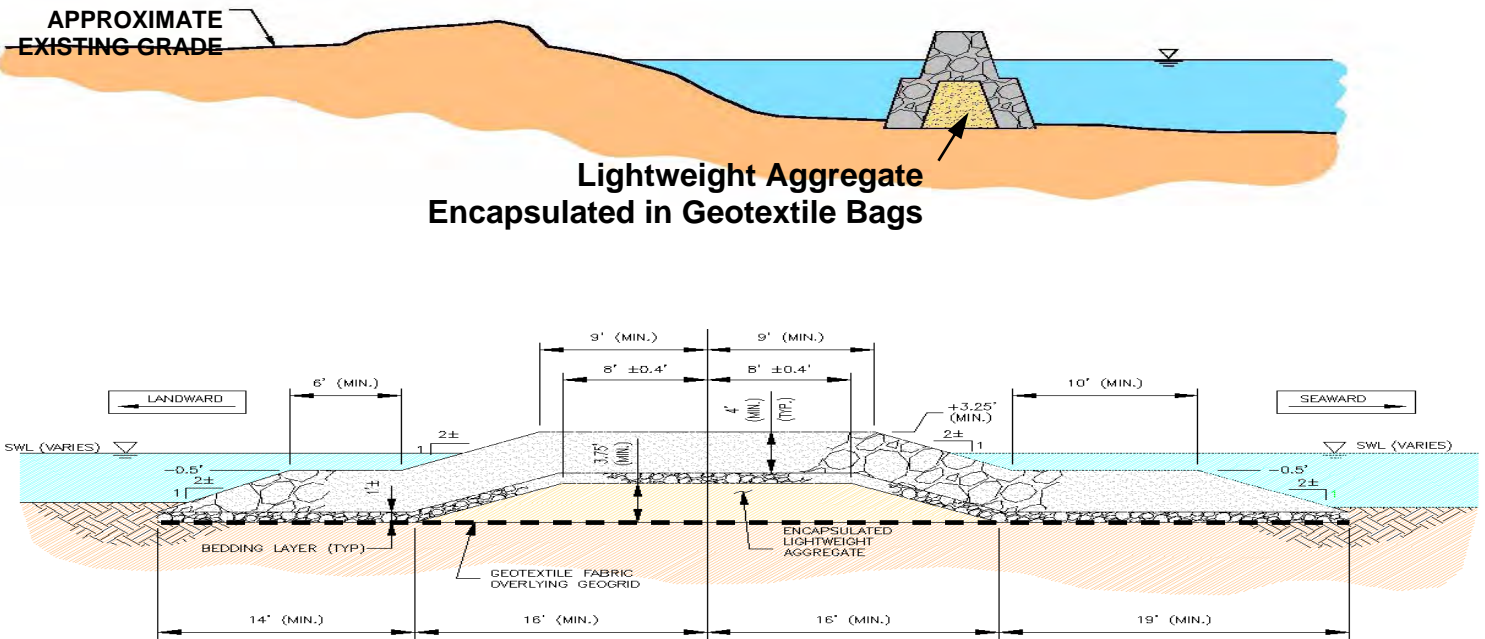 APPROXIMATE
EXISTING GRADE
Lightweight Aggregate
Encapsulated in Geotextile Bags
9' (MIN.)
9' (MIN.)
8' ±0.4'
8' ±0.4'
6' (MIN.)
10' (MIN.)
LANDWARD
SEAWARD
4'
(MIN.)
(TYP.)
+3.25'
(MIN.)
2±
1
2±
1
SWL (VARIES)
SWL (VARIES)
3.75'
(MIN.)
-0.5'
-0.5'
2±
1
1±
2±
1
BEDDING LAYER (TYP)
ENCAPSULATED
LIGHTWEIGHT
AGGREGATE
GEOTEXTILE FABRIC
OVERLYING GEOGRID
14' (MIN.)
16' (MIN.)
16' (MIN.)
19' (MIN.)